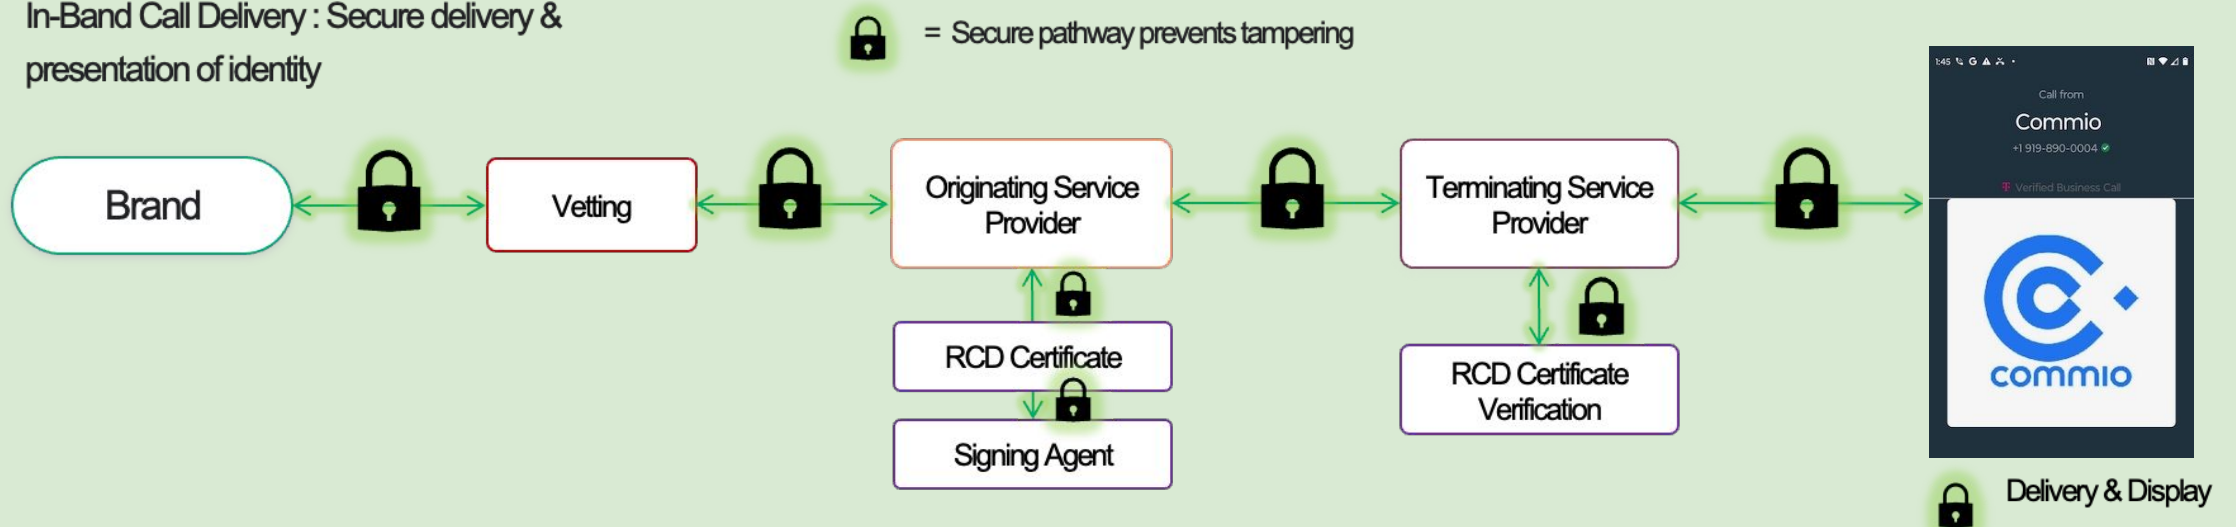 In-Band Call Delivery : Secure delivery &
presentation of identity
= Secure pathway prevents tampering
Brand
Vetting
Originating Service
Provider
Terminating Service
Provider
RCD Certificate
Signing Agent
RCD Certificate
Verification
1:45
Call from
Commio
+1 919-890-0004
Verified Business Call
commio
Delivery & Display